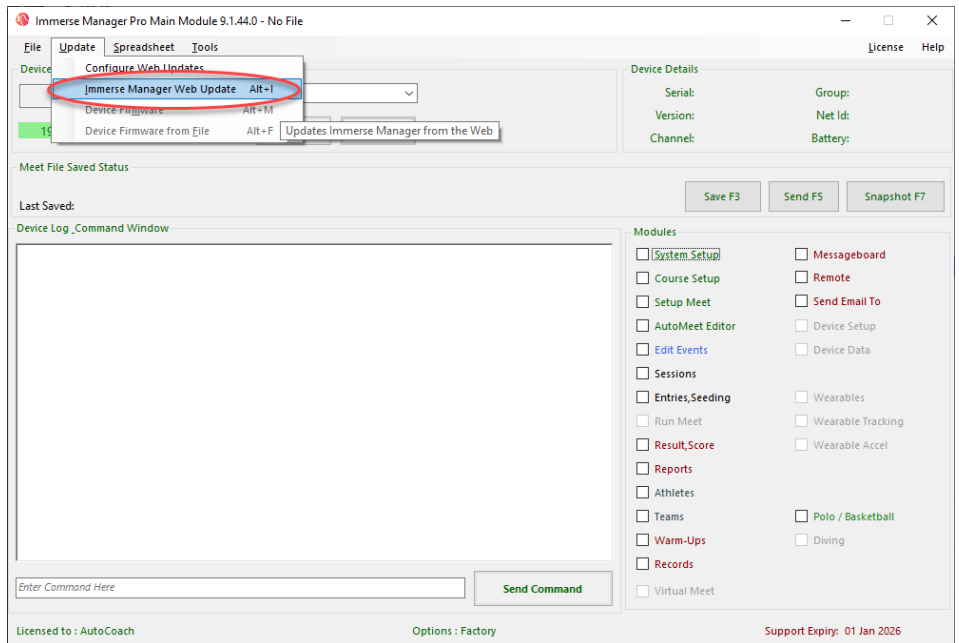 Immerse Manager Pro Main Module 9.1.44.0 - No File
File Update Spreadsheet Tools License Help
Device
Configure Web Updates
Immerse Manager Web Update Alt+I
Device Firmware Alt+M
Device Firmware from File Alt+F
Updates Immerse Manager from the Web
19
Device Details
Serial: Group:
Version: Net Id:
Channel: Battery:
Meet File Saved Status
Last Saved:
Save F3 Send F5 Snapshot F7
Device Log _Command Window
Modules
System Setup Messageboard
Course Setup Remote
Setup Meet Send Email To
AutoMeet Editor Device Setup
Edit Events Device Data
Sessions
Entries,Seeding Wearables
Run Meet Wearable Tracking
Result,Score Wearable Accel
Reports
Athletes
Teams Polo / Basketball
Warm-Ups Diving
Records
Virtual Meet
Enter Command Here
Send Command
Licensed to : AutoCoach Options : Factory Support Expiry: 01 Jan 2026